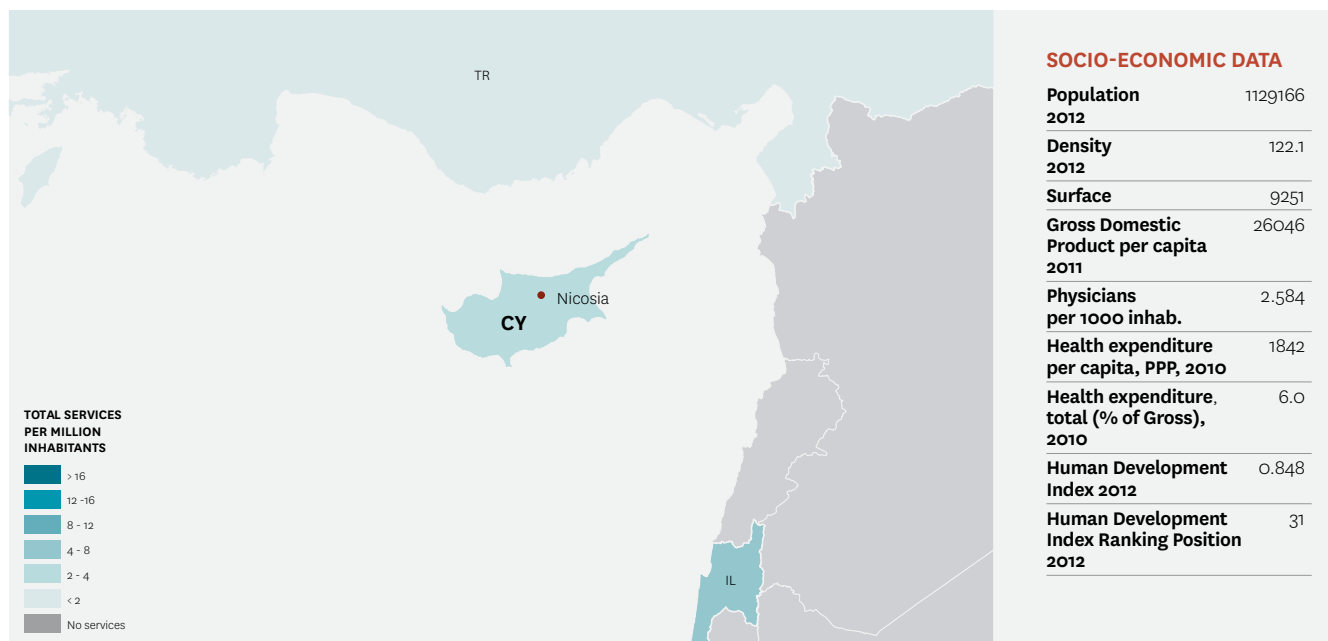 TR
Nicosia
CY
IL
TOTAL SERVICES
PER MILLION
INHABITANTS
> 16
12 -16
8 - 12
4 - 8
2 - 4
< 2
No services
SOCIO-ECONOMIC DATA
Population 1129166
2012
Density 122.1
2012
Surface 9251
Gross Domestic 26046
Product per capita
2011
Physicians 2.584
per 1000 inhab.
Health expenditure 1842
per capita, PPP, 2010
Health expenditure, 6.0
total (% of Gross),
2010
Human Development 0.848
Index 2012
Human Development 31
Index Ranking Position
2012